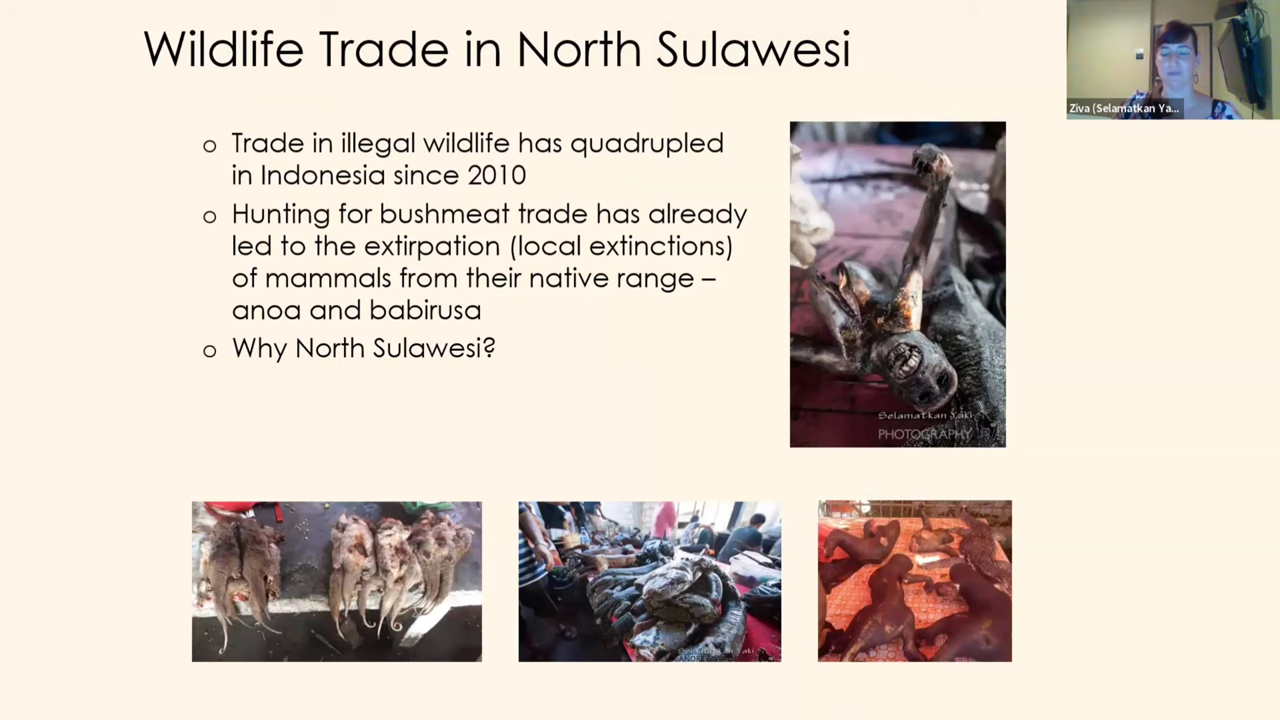 Wildlife Trade in North Sulawesi
Ziva (Selamatkan Ya...
o Trade in illegal wildlife has quadrupled
in Indonesia since 2010
o Hunting for bushmeat trade has already
led to the extirpation (local extinctions)
of mammals from their native range –
anoa and babirusa
o Why North Sulawesi?
Selamatkan Yaki
PHOTOGRAPHY
Selamatkan Yaki